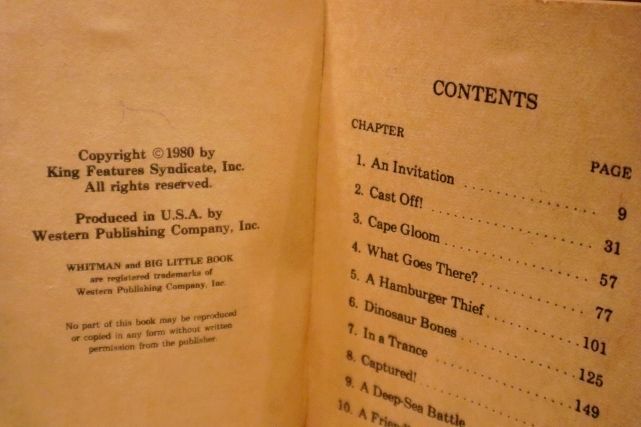 Copyright © 1980 by
King Features Syndicate, Inc.
All rights reserved.
Produced in U.S.A. by
Western Publishing Company, Inc.
WHITMAN and BIG LITTLE BOOK
are registered trademarks of
Western Publishing Company, Inc.
No part of this book may be reproduced
or copied in any form without written
permission from the publisher.
CONTENTS
CHAPTER PAGE
1. An Invitation . . . . . . . . . . . . . 9
2. Cast Off! . . . . . . . . . . . . . . . . 31
3. Cape Gloom . . . . . . . . . . . . . 57
4. What Goes There? . . . . . . . . . 77
5. A Hamburger Thief . . . . . . . . 101
6. Dinosaur Bones . . . . . . . . . . . 125
7. In a Trance . . . . . . . . . . . . . . 149
8. Captured! . . . . . . . . . . . . . . .
9. A Deep-Sea Battle
10. A